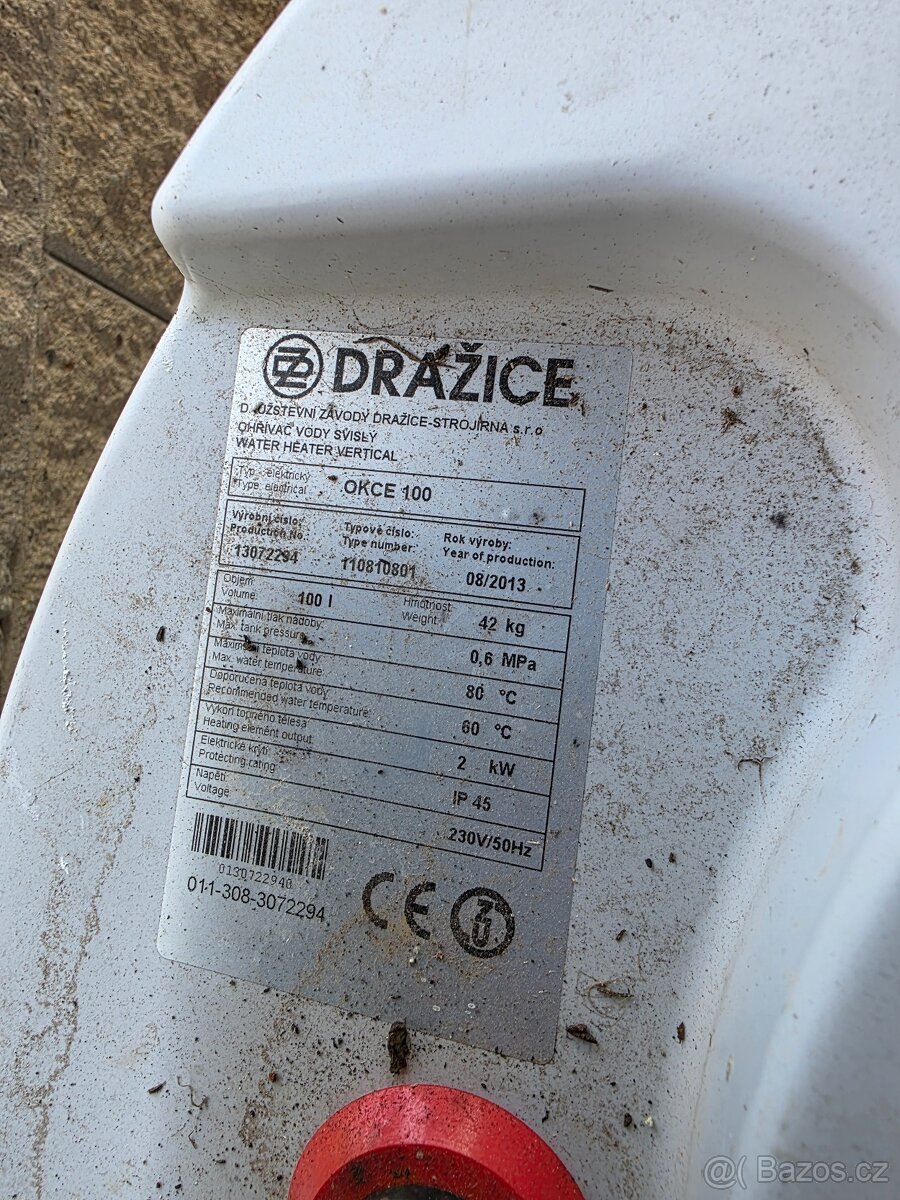 DRAŽICE
DRUŽSTEVNÍ ZÁVODY DRAŽICE-STROJÍRNA s.r.o
OHŘÍVAČ VODY SVISLÝ
WATER HEATER VERTICAL
Typ - elektrický
Type: electrical
OKCE 100
Výrobní číslo:
Production No.
13072294
Typové číslo:
Type number:
110810801
Rok výroby:
Year of production:
08/2013
Objem
Volume
100 l
Hmotnost
Weight
42 kg
Maximální tlak nádoby:
Max. tank pressure
0,6 MPa
Maximální teplota vody
Max. water temperature
80 °C
Doporučená teplota vody
Recommended water temperature:
60 °C
Výkon topného tělesa
Heating element output
2 kW
Elektrické krytí:
Protecting rating
IP 45
Napětí:
Voltage
230V/50Hz
0130722940
011-308-3072294
CE
Bazos.cz